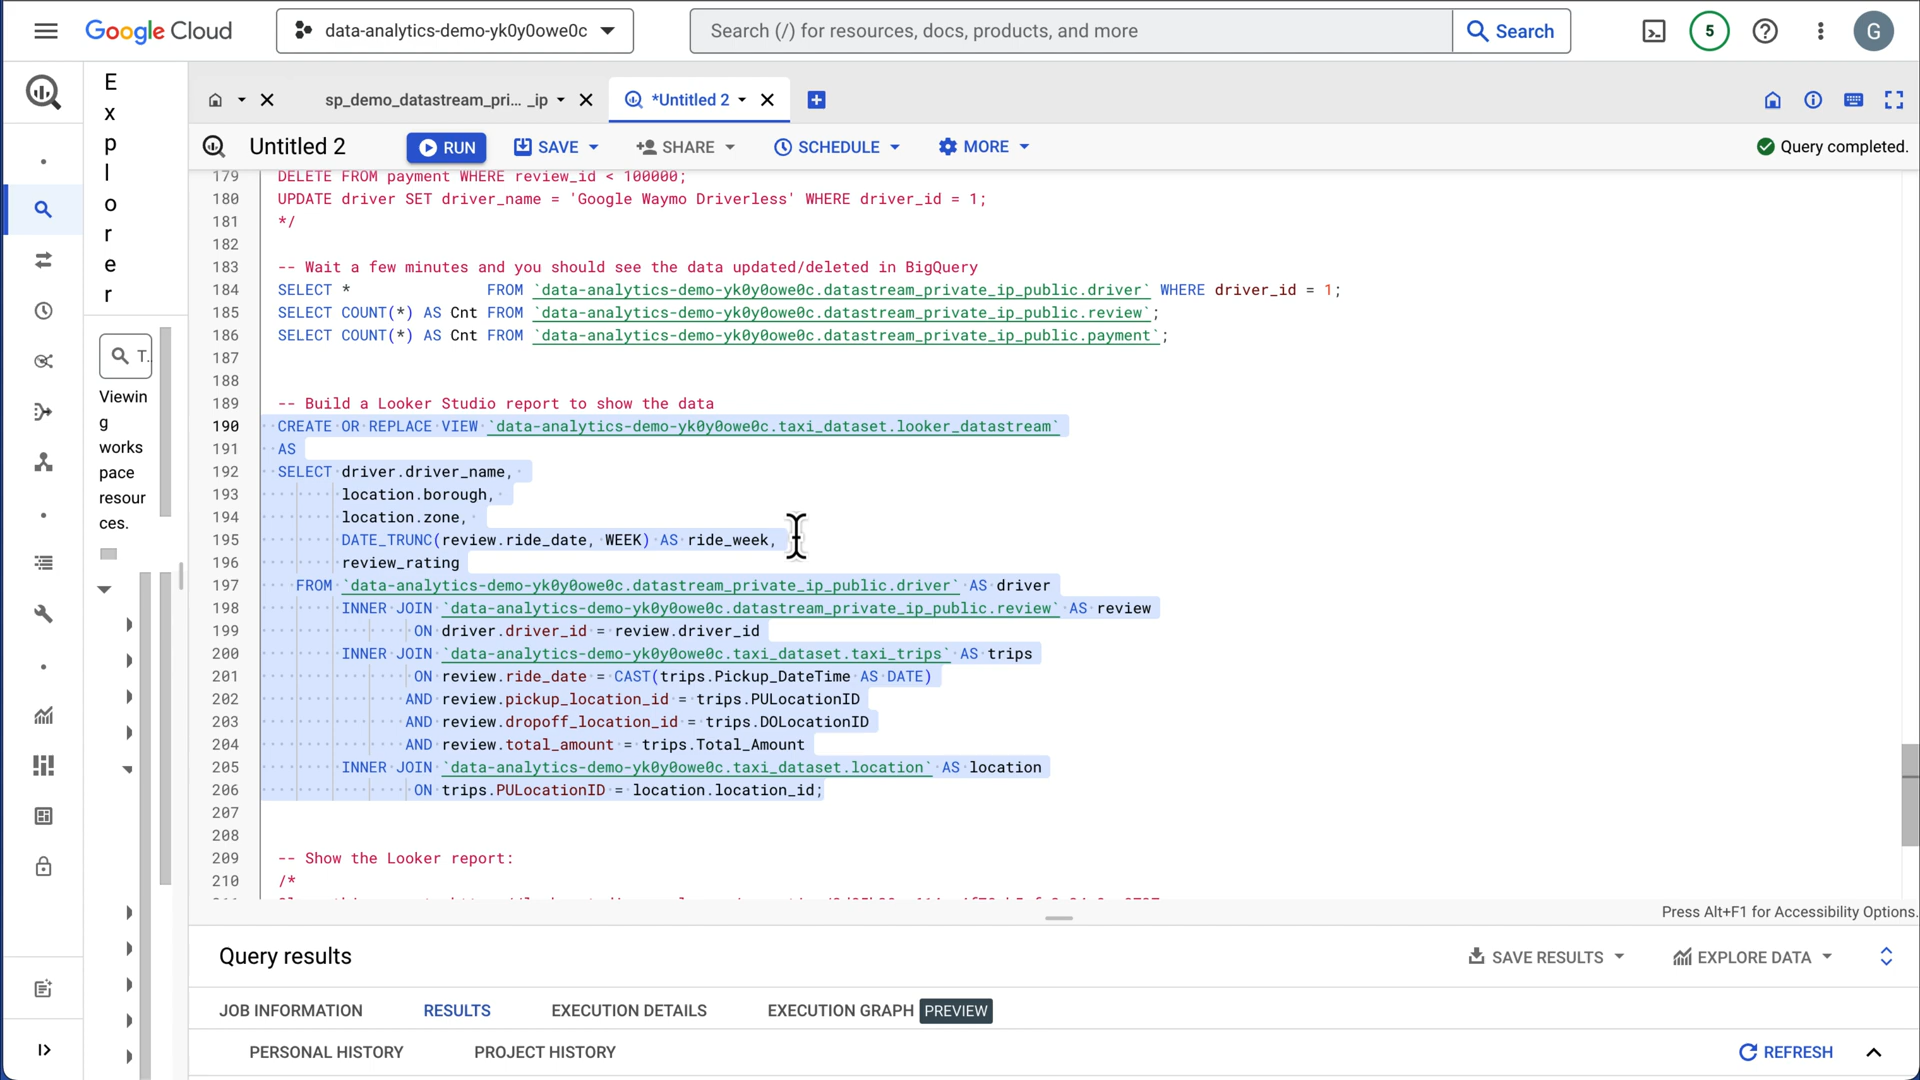 Google Cloud
data-analytics-demo-yk0y0owe0c
Search (/) for resources, docs, products, and more
Search
5
G
Explorer
sp_demo_datastream_pri... _ip
*Untitled 2
Untitled 2
RUN
SAVE
SHARE
SCHEDULE
MORE
Query completed.
T.
Viewin
g
works
pace
resour
ces.
179 DELETE FROM payment WHERE review_id < 100000;
180 UPDATE driver SET driver_name = 'Google Waymo Driverless' WHERE driver_id = 1;
181 */
182
183 -- Wait a few minutes and you should see the data updated/deleted in BigQuery
184 SELECT * FROM `data-analytics-demo-yk0y0owe0c.datastream_private_ip_public.driver` WHERE driver_id = 1;
185 SELECT COUNT(*) AS Cnt FROM `data-analytics-demo-yk0y0owe0c.datastream_private_ip_public.review`;
186 SELECT COUNT(*) AS Cnt FROM `data-analytics-demo-yk0y0owe0c.datastream_private_ip_public.payment`;
187
188
189 -- Build a Looker Studio report to show the data
190 CREATE OR REPLACE VIEW `data-analytics-demo-yk0y0owe0c.taxi_dataset.looker_datastream`
191 AS
192 SELECT driver.driver_name,
193 location.borough,
194 location.zone,
195 DATE_TRUNC(review.ride_date, WEEK) AS ride_week,
196 review_rating
197 FROM `data-analytics-demo-yk0y0owe0c.datastream_private_ip_public.driver` AS driver
198 INNER JOIN `data-analytics-demo-yk0y0owe0c.datastream_private_ip_public.review` AS review
199 ON driver.driver_id = review.driver_id
200 INNER JOIN `data-analytics-demo-yk0y0owe0c.taxi_dataset.taxi_trips` AS trips
201 ON review.ride_date = CAST(trips.Pickup_DateTime AS DATE)
202 AND review.pickup_location_id = trips.PULocationID
203 AND review.dropoff_location_id = trips.DOLocationID
204 AND review.total_amount = trips.Total_Amount
205 INNER JOIN `data-analytics-demo-yk0y0owe0c.taxi_dataset.location` AS location
206 ON trips.PULocationID = location.location_id;
207
208
209 -- Show the Looker report:
210 /*
Press Alt+F1 for Accessibility Options.
Query results
SAVE RESULTS
EXPLORE DATA
JOB INFORMATION
RESULTS
EXECUTION DETAILS
EXECUTION GRAPH
PREVIEW
PERSONAL HISTORY
PROJECT HISTORY
REFRESH